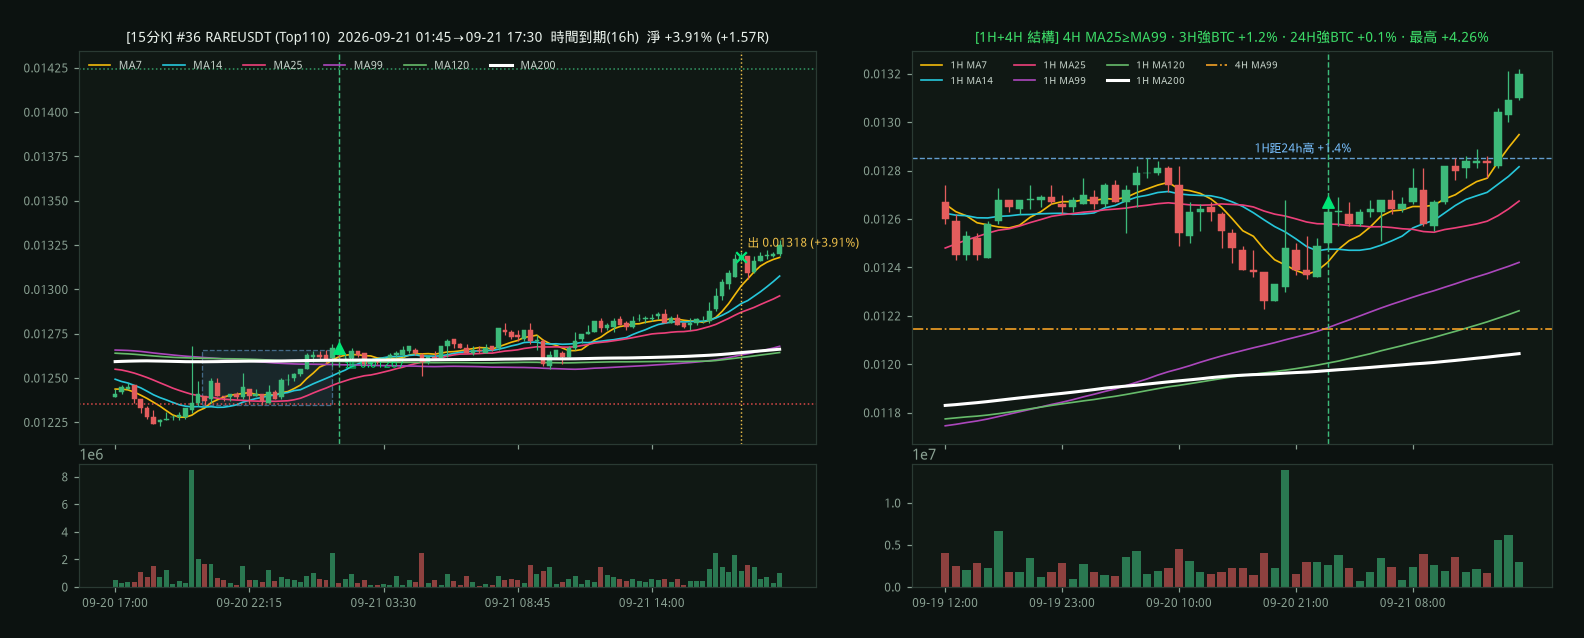 [15分K] #36 RAREUSDT (Top110)  2026-09-21 01:45→09-21 17:30  時間到期(16h)  淨 +3.91% (+1.57R)
MA7
MA14
MA25
MA99
MA120
MA200
0.01425
0.01400
0.01375
0.01350
0.01325
0.01300
0.01275
0.01250
0.01225
出 0.01318 (+3.91%)
1e6
8
6
4
2
0
09-20 17:00
09-20 22:15
09-21 03:30
09-21 08:45
09-21 14:00
[1H+4H 結構] 4H MA25≥MA99 · 3H強BTC +1.2% · 24H強BTC +0.1% · 最高 +4.26%
1H MA7
1H MA25
1H MA120
4H MA99
1H MA14
1H MA99
1H MA200
0.0132
0.0130
0.0128
0.0126
0.0124
0.0122
0.0120
0.0118
1H距24h高 +1.4%
1e7
1.0
0.5
0.0
09-19 12:00
09-19 23:00
09-20 10:00
09-20 21:00
09-21 08:00